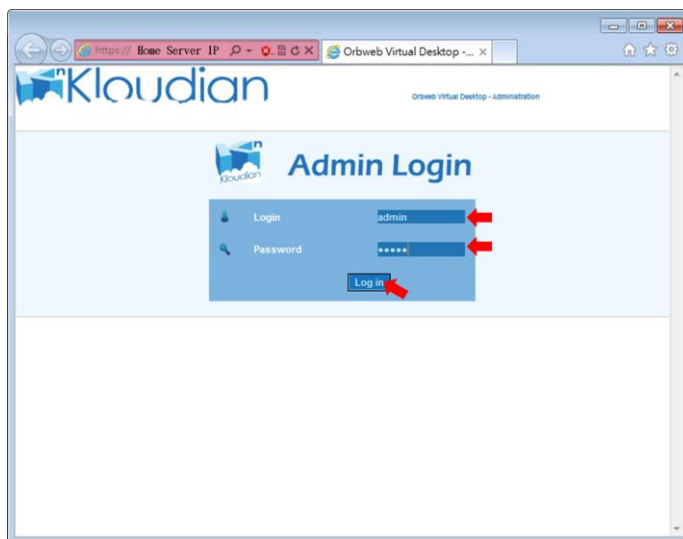 https:// Home Server IP
Orbweb Virtual Desktop -...
nKloudian
Orbweb Virtual Desktop - Administration
n
Kloudian
Admin Login
Login admin
Password •••••
Log in